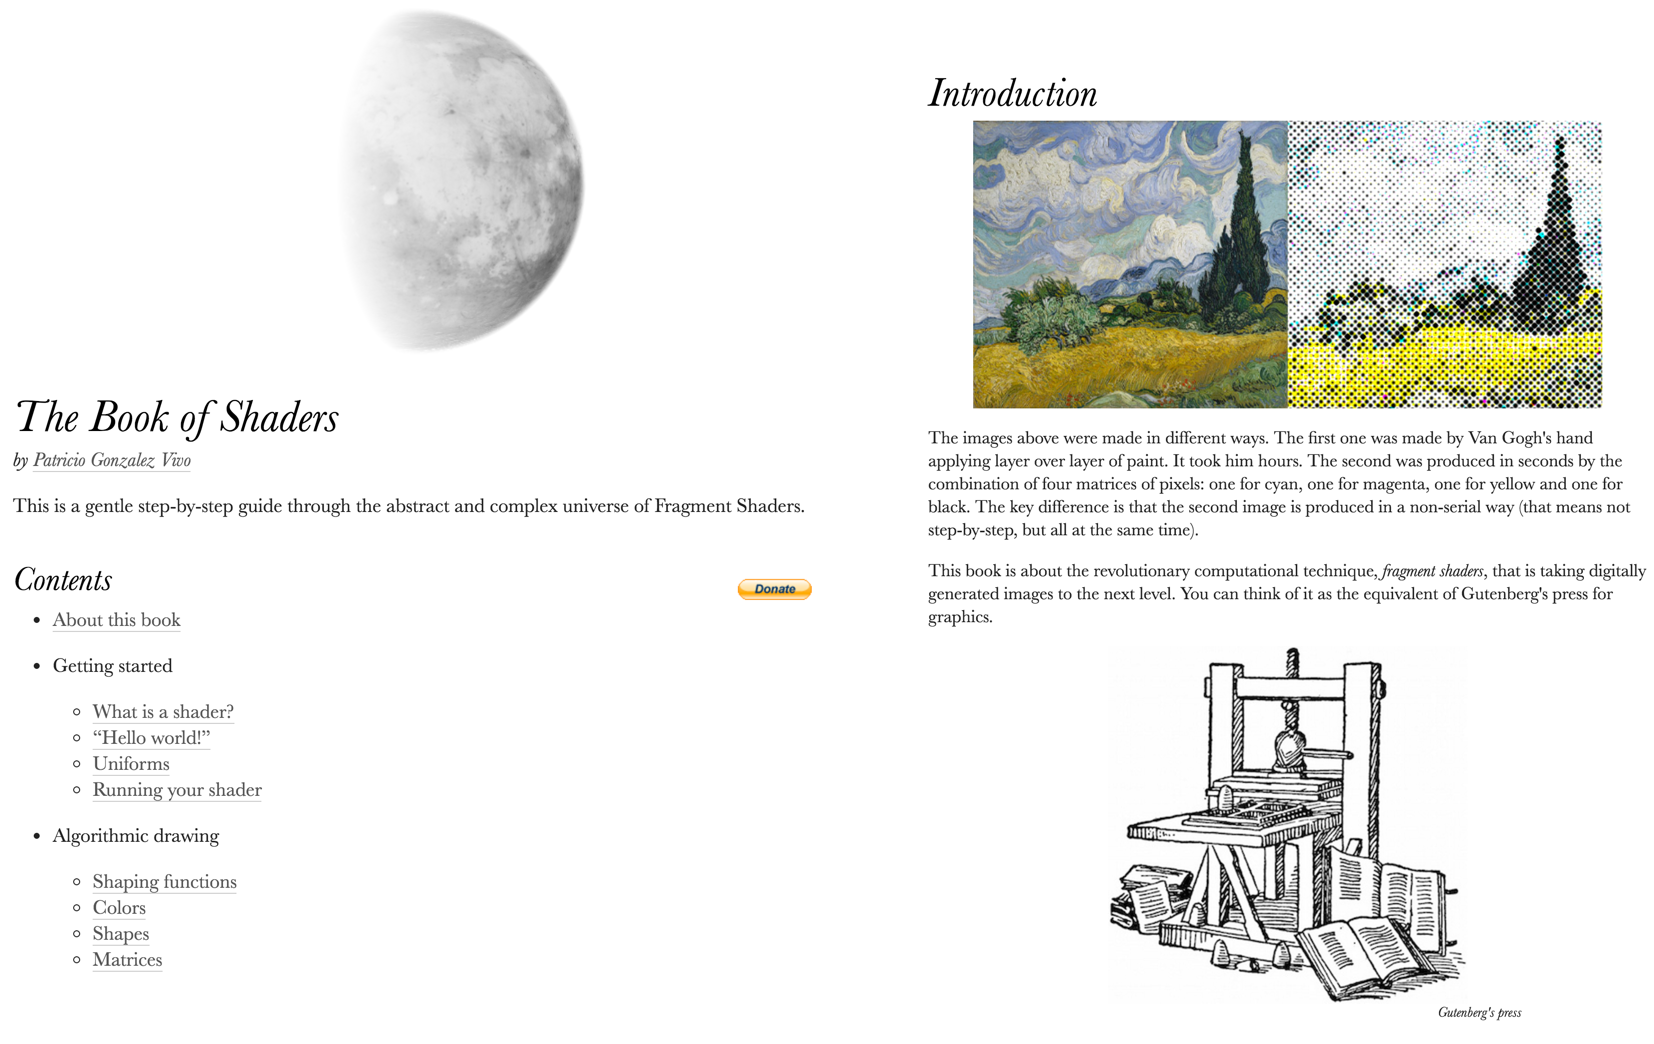 The Book of Shaders
by Patricio Gonzalez Vivo
This is a gentle step-by-step guide through the abstract and complex universe of Fragment Shaders.
Contents
Donate
About this book
Getting started
What is a shader?
“Hello world!”
Uniforms
Running your shader
Algorithmic drawing
Shaping functions
Colors
Shapes
Matrices
Introduction
The images above were made in different ways. The first one was made by Van Gogh's hand
applying layer over layer of paint. It took him hours. The second was produced in seconds by the
combination of four matrices of pixels: one for cyan, one for magenta, one for yellow and one for
black. The key difference is that the second image is produced in a non-serial way (that means not
step-by-step, but all at the same time).
This book is about the revolutionary computational technique, fragment shaders, that is taking digitally
generated images to the next level. You can think of it as the equivalent of Gutenberg's press for
graphics.
Gutenberg's press